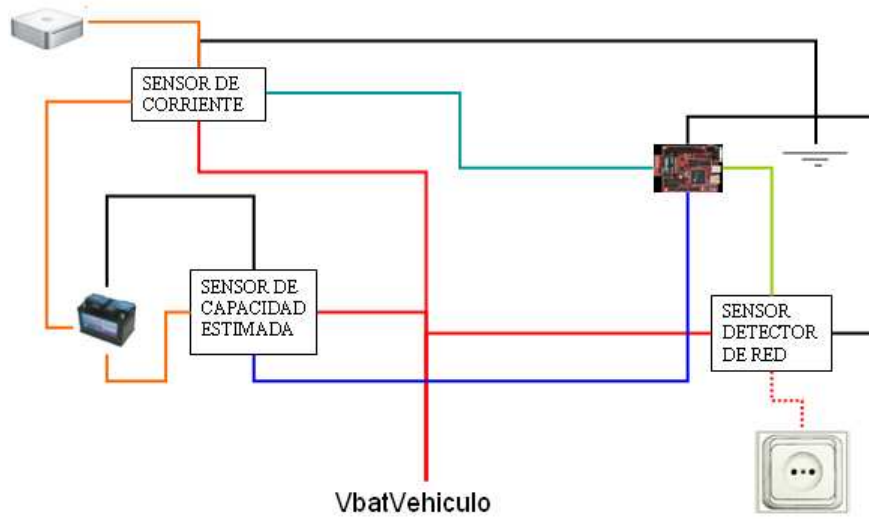 SENSOR DE
CORRIENTE
SENSOR DE
CAPACIDAD
ESTIMADA
SENSOR
DETECTOR
DE RED
VbatVehiculo